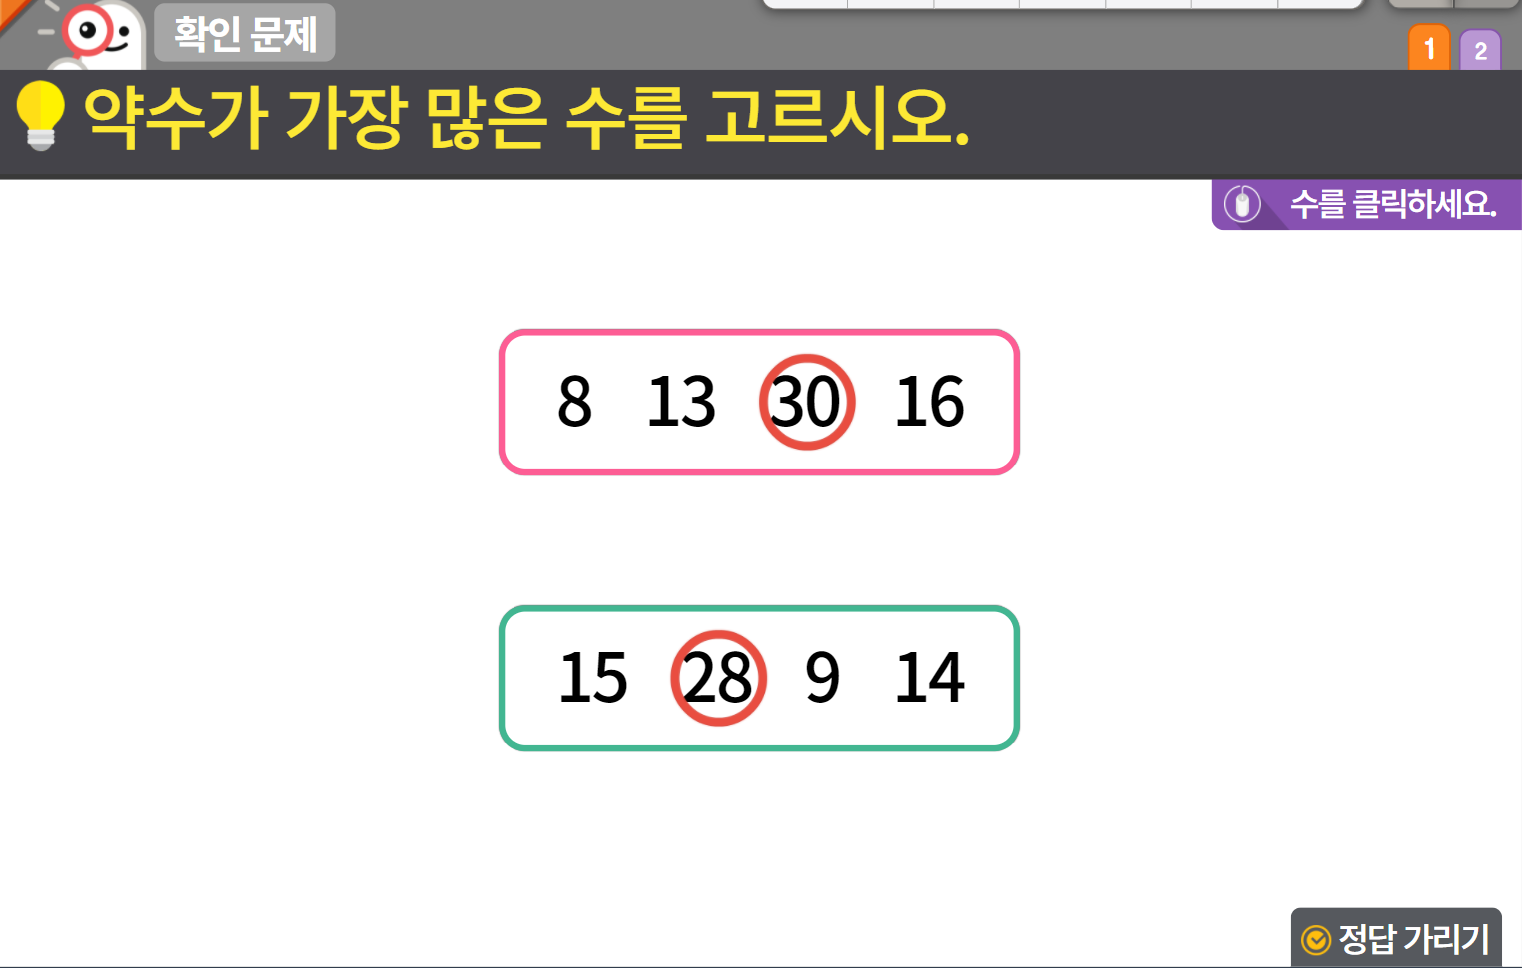 확인 문제
1 2
약수가 가장 많은 수를 고르시오.
수를 클릭하세요.
8 13 30 16
15 28 9 14
정답 가리기